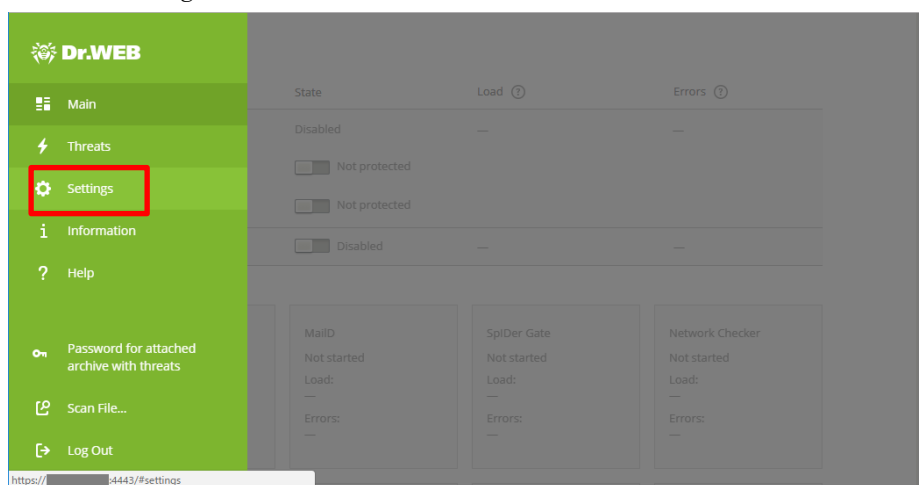 Dr.WEB
Main
Threats
Settings
Information
Help
Password for attached
archive with threats
Scan File...
Log Out
State Load ? Errors ?
Disabled — —
Not protected
Not protected
Disabled — —
MailD
Not started
Load:
—
Errors:
—
SpIDer Gate
Not started
Load:
—
Errors:
—
Network Checker
Not started
Load:
—
Errors:
—
https:// :4443/#settings